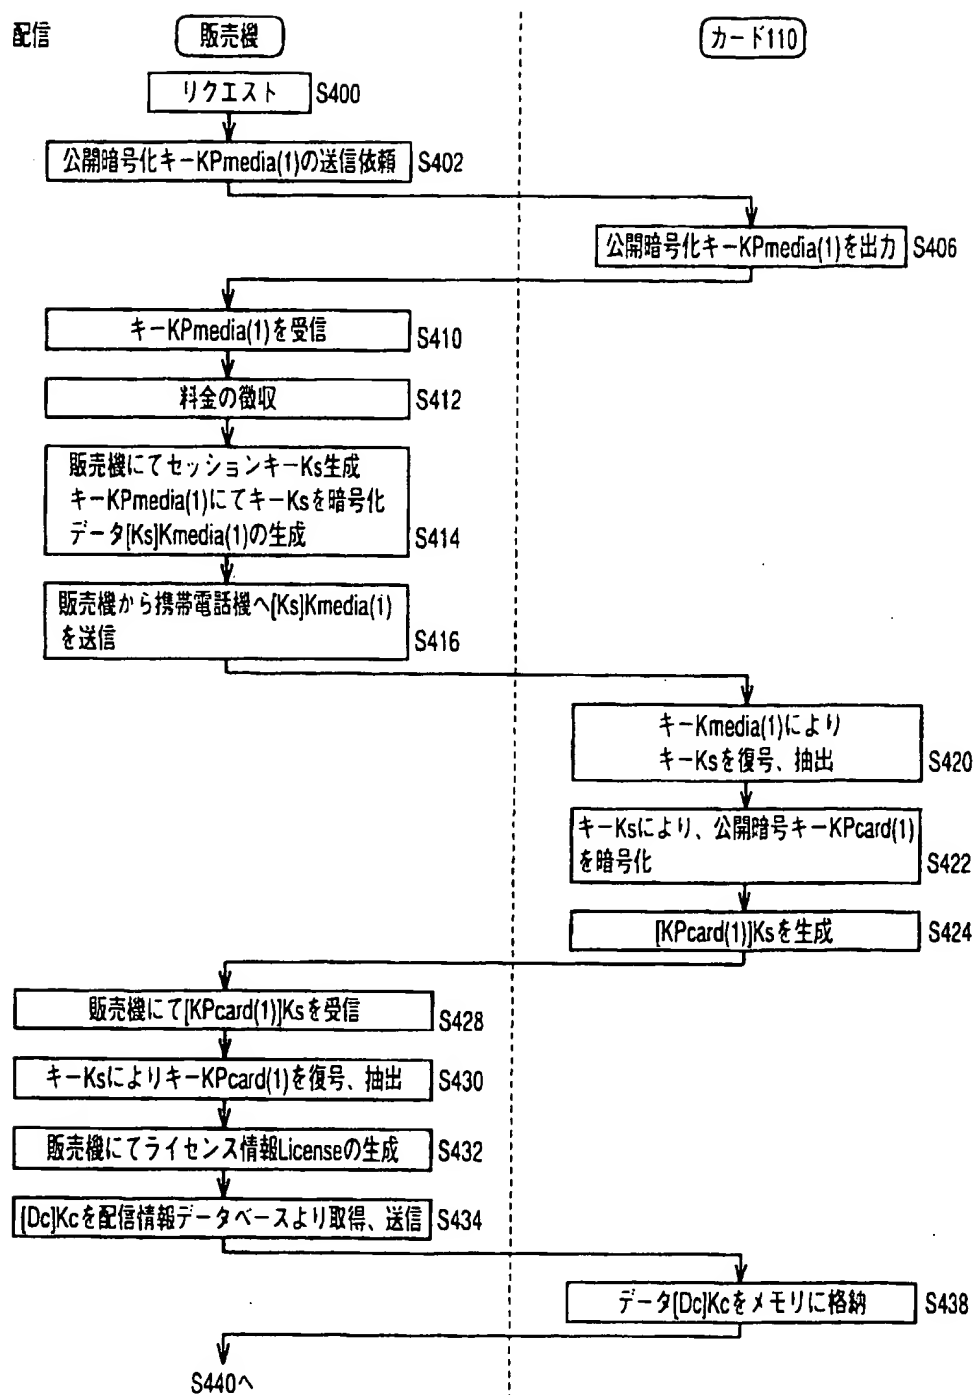 配信
販売機
カード110
リクエスト
S400
公開暗号化キーKPmedia(1)の送信依頼
S402
公開暗号化キーKPmedia(1)を出力
S406
キーKPmedia(1)を受信
S410
料金の徴収
S412
販売機にてセッションキーKs生成
キーKPmedia(1)にてキーKsを暗号化
データ[Ks]Kmedia(1)の生成
S414
販売機から携帯電話機へ[Ks]Kmedia(1)
を送信
S416
キーKmedia(1)により
キーKsを復号、抽出
S420
キーKsにより、公開暗号キーKPcard(1)
を暗号化
S422
[KPcard(1)]Ksを生成
S424
販売機にて[KPcard(1)]Ksを受信
S428
キーKsによりキーKPcard(1)を復号、抽出
S430
販売機にてライセンス情報Licenseの生成
S432
[Dc]Kcを配信情報データベースより取得、送信
S434
データ[Dc]Kcをメモリに格納
S438
S440へ